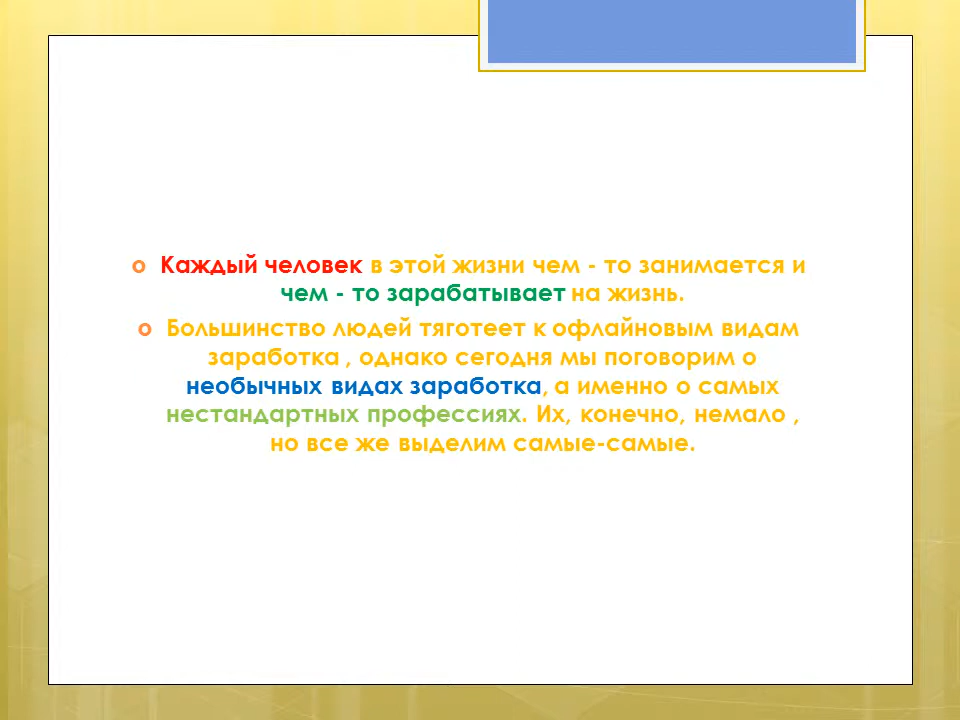 Каждый человек в этой жизни чем - то занимается и
чем - то зарабатывает на жизнь.
Большинство людей тяготеет к офлайновым видам
заработка , однако сегодня мы поговорим о
необычных видах заработка, а именно о самых
нестандартных профессиях. Их, конечно, немало ,
но все же выделим самые-самые.